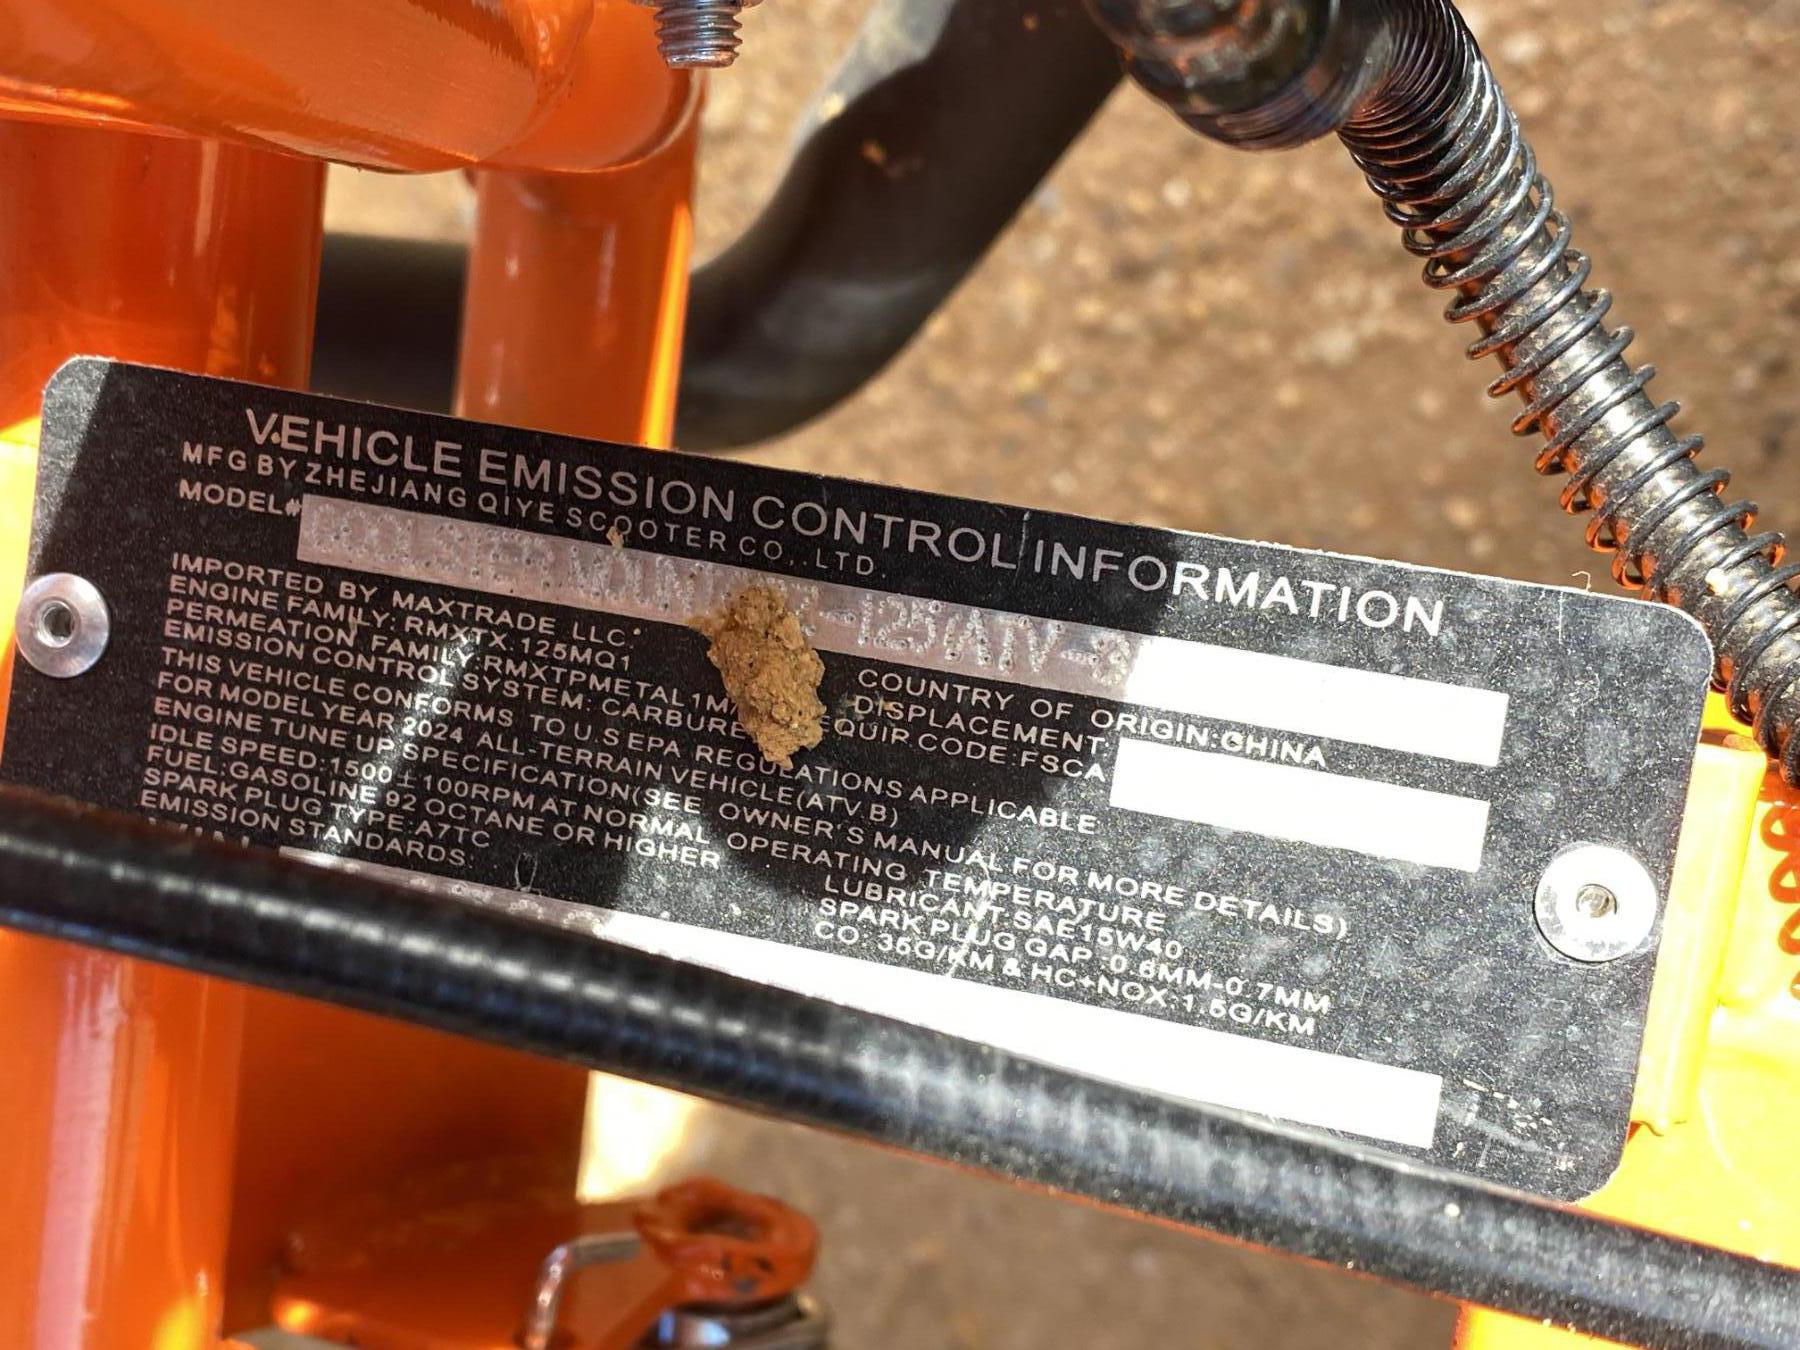 VEHICLE EMISSION CONTROL INFORMATION
MFG BY ZHEJIANG QIYE SCOOTER CO,.LTD.
MODEL#
-125/ATV-
IMPORTED BY MAXTRADE LLC.
COUNTRY OF ORIGIN:CHINA
ENGINE FAMILY: RMXTX.125MQ1
DISPLACEMENT:
PERMEATION FAMILY:RMXTPMETAL1M
EQUIP.CODE:FSCA
EMISSION CONTROL SYSTEM: CARBURE
THIS VEHICLE CONFORMS TO U.S EPA REGULATIONS APPLICABLE
FOR MODEL YEAR 2024 ALL-TERRAIN VEHICLE(ATV.B)
ENGINE TUNE UP SPECIFICATION(SEE OWNER'S MANUAL FOR MORE DETAILS)
IDLE SPEED:1500±100RPM AT NORMAL OPERATING TEMPERATURE
FUEL:GASOLINE 92 OCTANE OR HIGHER
LUBRICANT:SAE15W40
SPARK PLUG TYPE:A7TC
SPARK PLUG GAP :0.6MM-0.7MM
EMISSION STANDARDS:
CO: 35G/KM & HC+NOX:1.5G/KM